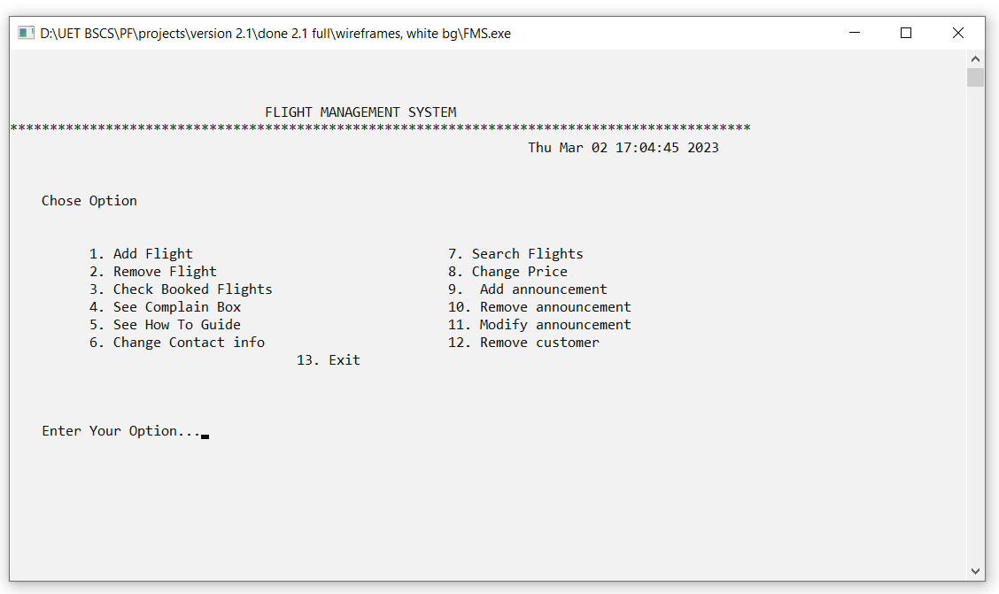 D:\UET BSCS\PF\projects\version 2.1\done 2.1 full\wireframes, white bg\FMS.exe
FLIGHT MANAGEMENT SYSTEM
*********************************************************************************************
Thu Mar 02 17:04:45 2023
Chose Option
1. Add Flight 7. Search Flights
2. Remove Flight 8. Change Price
3. Check Booked Flights 9.  Add announcement
4. See Complain Box 10. Remove announcement
5. See How To Guide 11. Modify announcement
6. Change Contact info 12. Remove customer
13. Exit
Enter Your Option...